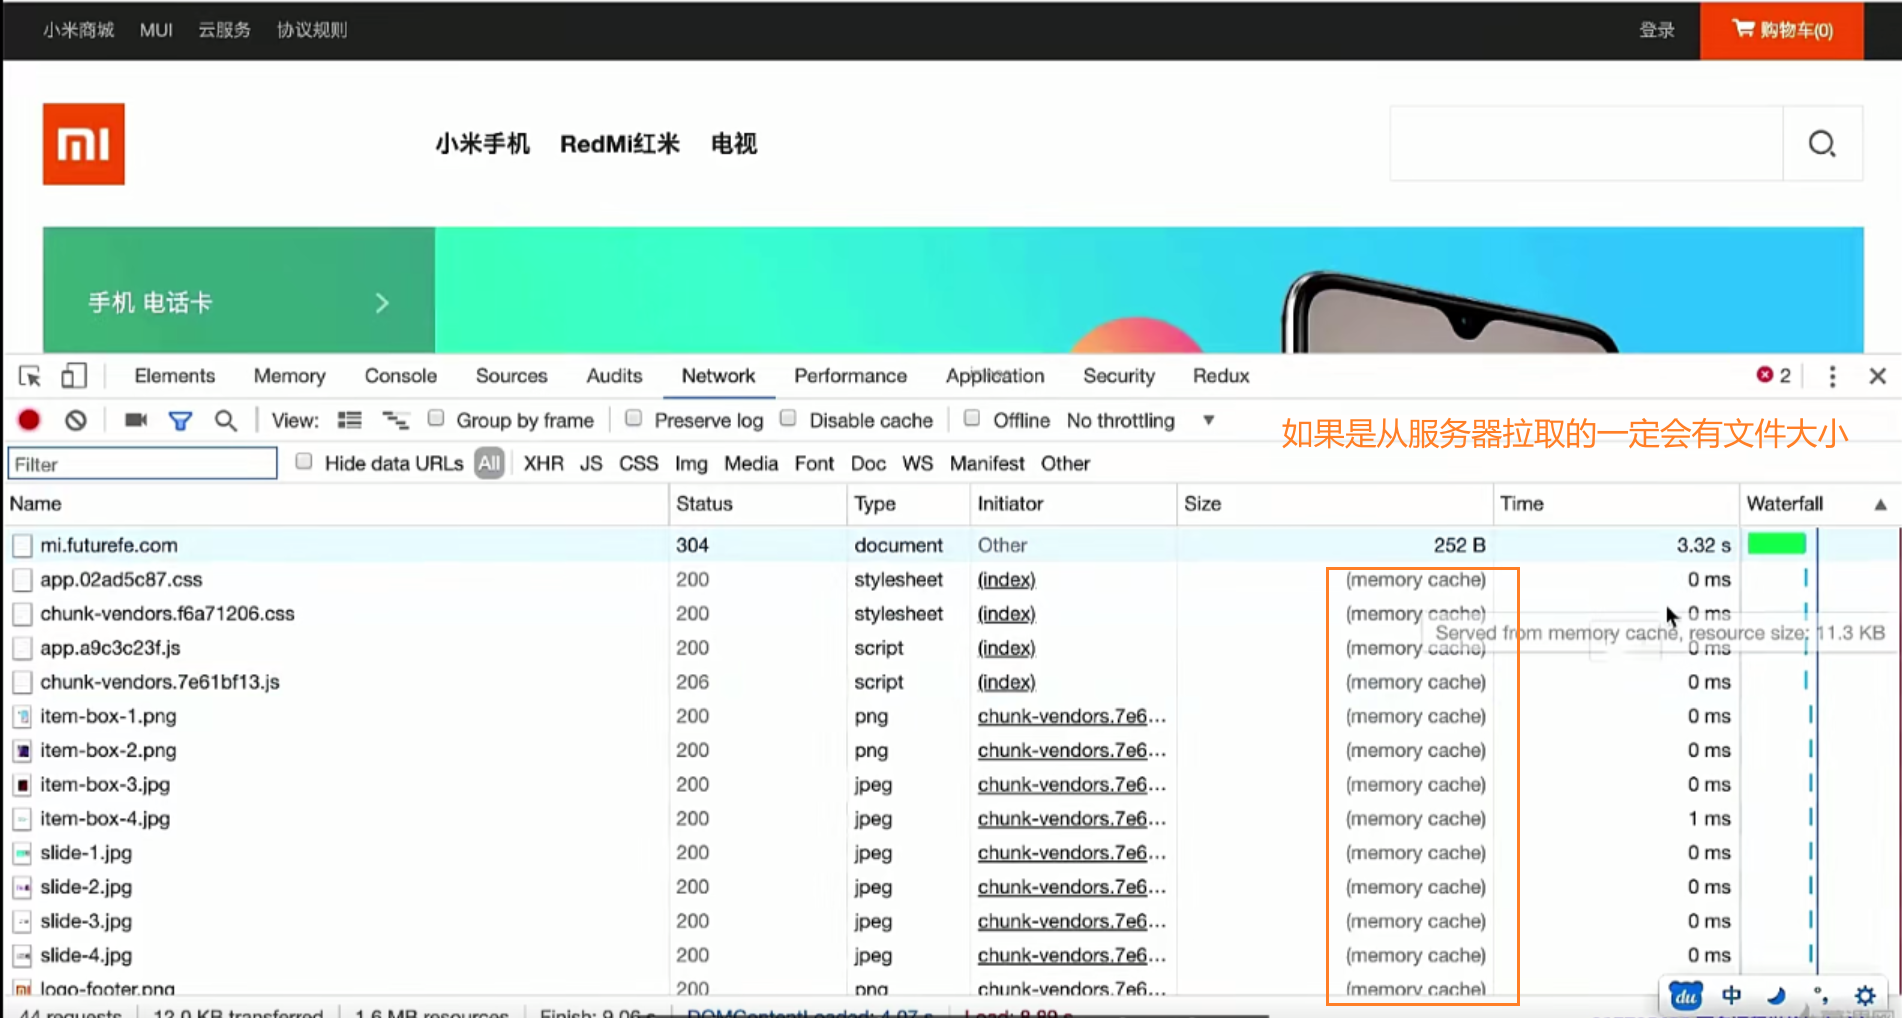 小米商城 MUI 云服务 协议规则 登录 购物车(0)
小米手机 RedMi红米 电视
手机 电话卡
Elements Memory Console Sources Audits Network Performance Application Security Redux 2
View: Group by frame Preserve log Disable cache Offline No throttling
如果是从服务器拉取的一定会有文件大小
Filter Hide data URLs All XHR JS CSS Img Media Font Doc WS Manifest Other
Name Status Type Initiator Size Time Waterfall
mi.futurefe.com 304 document Other 252 B 3.32 s
app.02ad5c87.css 200 stylesheet (index) (memory cache) 0 ms
chunk-vendors.f6a71206.css 200 stylesheet (index) (memory cache) 0 ms
Served from memory cache, resource size: 11.3 KB
app.a9c3c23f.js 200 script (index) (memory cache) 0 ms
chunk-vendors.7e61bf13.js 206 script (index) (memory cache) 0 ms
item-box-1.png 200 png chunk-vendors.7e6... (memory cache) 0 ms
item-box-2.png 200 png chunk-vendors.7e6... (memory cache) 0 ms
item-box-3.jpg 200 jpeg chunk-vendors.7e6... (memory cache) 0 ms
item-box-4.jpg 200 jpeg chunk-vendors.7e6... (memory cache) 1 ms
slide-1.jpg 200 jpeg chunk-vendors.7e6... (memory cache) 0 ms
slide-2.jpg 200 jpeg chunk-vendors.7e6... (memory cache) 0 ms
slide-3.jpg 200 jpeg chunk-vendors.7e6... (memory cache) 0 ms
slide-4.jpg 200 jpeg chunk-vendors.7e6... (memory cache) 0 ms
logo-footer.png 200 png chunk-vendors.7e6... (memory cache)
du 中
44 requests 12.0 KB transferred 1.6 MB resources Finish: 9.06 s DOMContentLoaded: 4.07 s Load: 8.89 s